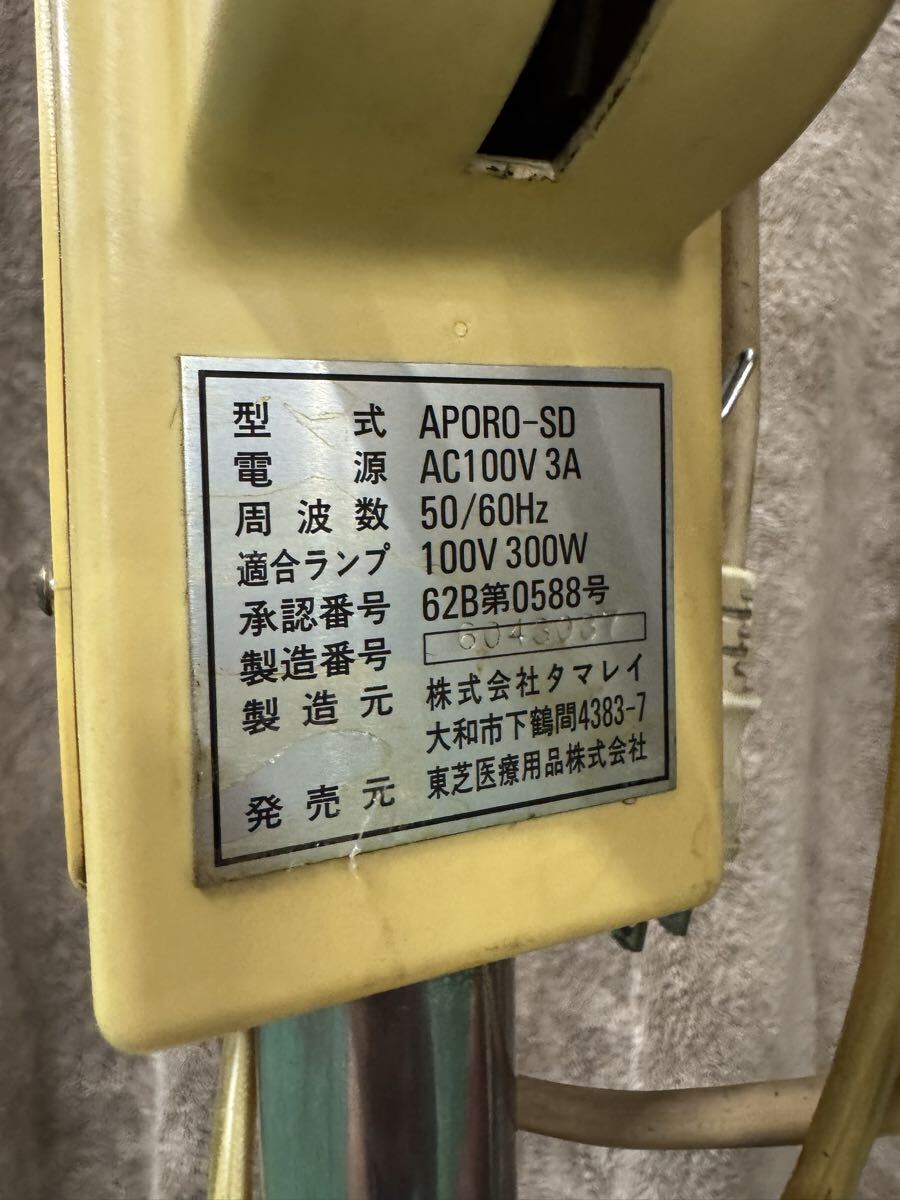 型式 APORO-SD
電源 AC100V 3A
周波数 50/60Hz
適合ランプ 100V 300W
承認番号 62B第0588号
製造番号
製造元 株式会社タマレイ
大和市下鶴間4383-7
発売元 東芝医療用品株式会社